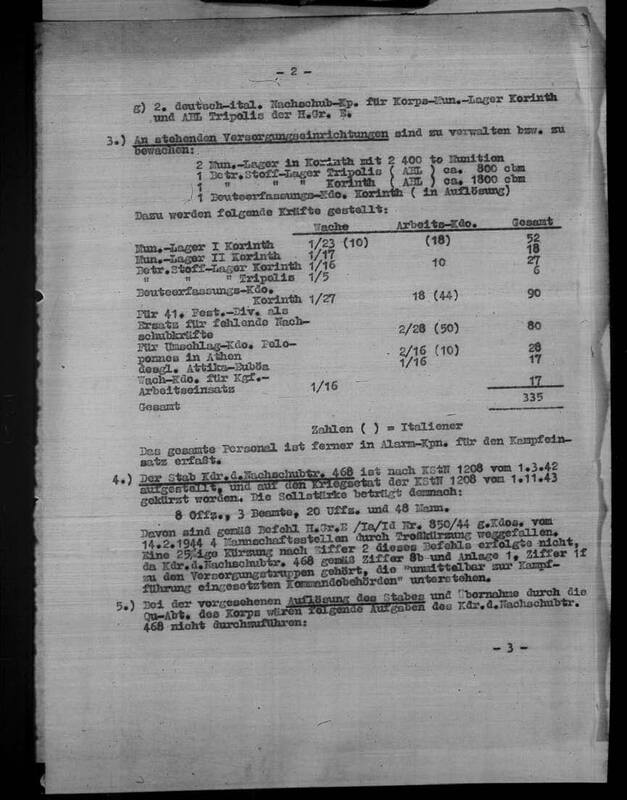 - 2 -
g) 2. deutsch-ital. Nachschub-Kp. für Korps-Mun.-Lager Korinth
und ABL Tripolis der H.Gr. E.
3.) An stehenden Versorgungseinrichtungen sind zu verwalten bzw. zu
bewachen:
2 Mun.-Lager in Korinth mit 2 400 to Munition
1 Betr.Stoff-Lager Tripolis ( ABL ) ca. 800 cbm
1 " " " Korinth ( ABL ) ca. 1800 cbm
1 Beuteerfassungs-Kdo. Korinth ( in Auflösung)
Dazu werden folgende Kräfte gestellt:
Wache Arbeits-Kdo. Gesamt
Mun.-Lager I Korinth 1/23 (10) (18) 52
Mun.-Lager II Korinth 1/17 18
Betr.Stoff-Lager Korinth 1/16 10 27
" " " Tripolis 1/5 6
Beuteerfassungs-Kdo.
Korinth 1/27 18 (44) 90
Für 41. Fest.-Div. als
Ersatz für fehlende Nach-
schubkräfte 2/28 (50) 80
Für Umschlag-Kdo. Pelo-
ponnes in Athen 2/16 (10) 28
desgl. Attika-Euböa 1/16 17
Wach-Kdo. für Kgf.-
Arbeitseinsatz 1/16 17
Gesamt 335
Zahlen ( ) = Italiener
Das gesamte Personal ist ferner in Alarm-Kpn. für den Kampfein-
satz erfaßt.
4.) Der Stab Kdr.d.Nachschubtr. 468 ist nach KStN 1208 vom 1.3.42
aufgestellt, und auf den Kriegsetat der KStN 1208 vom 1.11.43
gekürzt worden. Die Sollstärke beträgt demnach:
8 Offz., 3 Beamte, 20 Uffz. und 48 Mann.
Davon sind gemäß Befehl H.Gr.E /Ia/Id Nr. 850/44 g.Kdos. vom
14.2.1944 4 Mannschaftsstellen durch Troßkürzung weggefallen.
Eine 25%ige Kürzung nach Ziffer 2 dieses Befehls erfolgte nicht,
da Kdr.d.Nachschubtr. 468 gemäß Ziffer 8b und Anlage 1, Ziffer 1f
zu den Versorgungstruppen gehört, die "unmittelbar zur Kampf-
führung eingesetzten Kommandobehörden" unterstehen.
5.) Bei der vorgesehenen Auflösung des Stabes und Übernahme durch die
Qu-Abt. des Korps wären folgende Aufgaben des Kdr.d.Nachschubtr.
468 nicht durchzuführen:
- 3 -